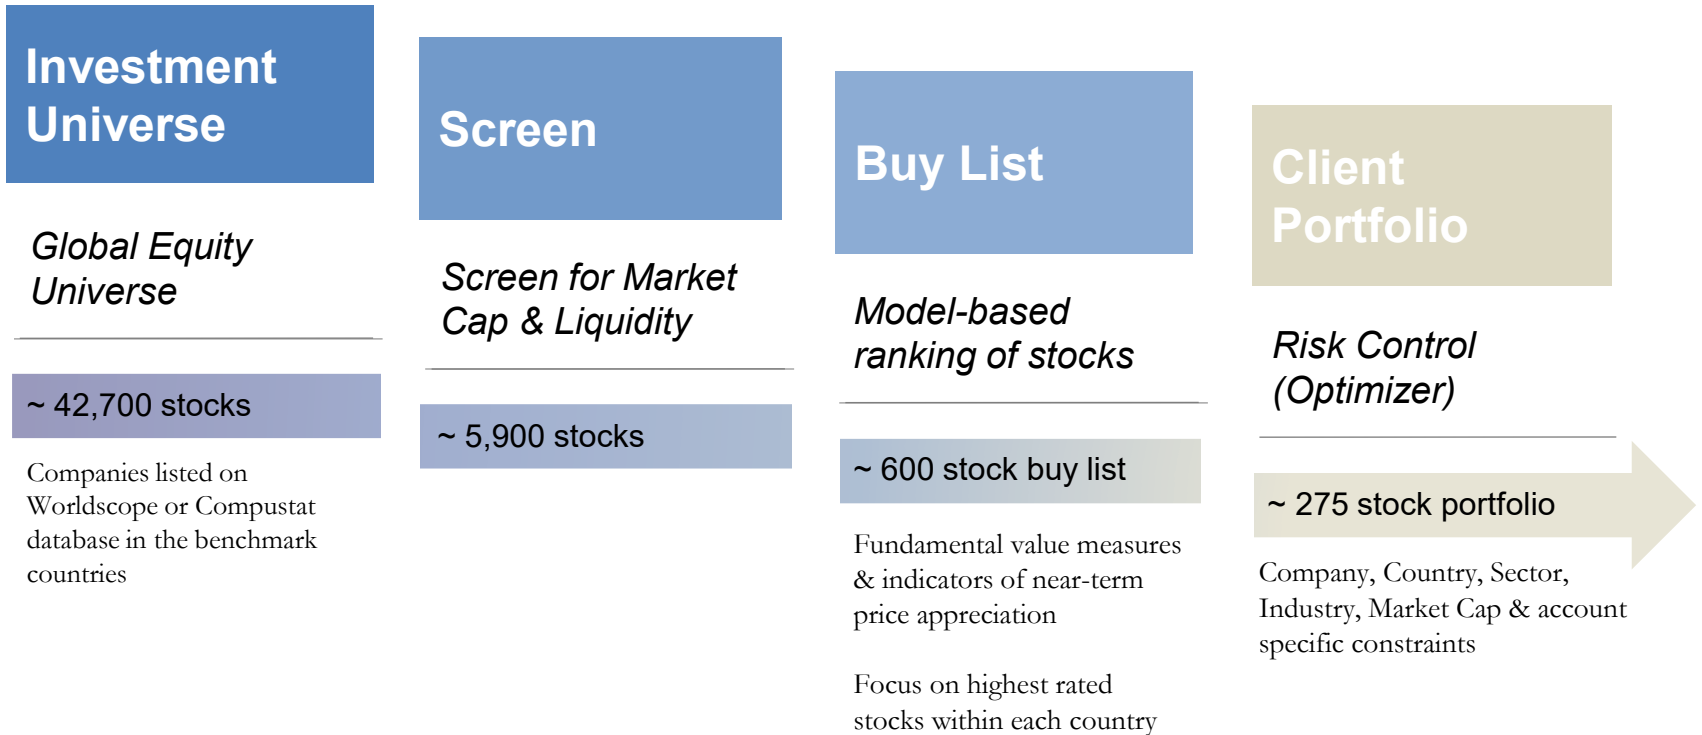 Investment
Universe
Global Equity
Universe
~ 42,700 stocks
Companies listed on
Worldscope or Compustat
database in the benchmark
countries
Screen
Screen for Market
Cap & Liquidity
~ 5,900 stocks
Buy List
Model-based
ranking of stocks
~ 600 stock buy list
Fundamental value measures
& indicators of near-term
price appreciation
Focus on highest rated
stocks within each country
Client
Portfolio
Risk Control
(Optimizer)
~ 275 stock portfolio
Company, Country, Sector,
Industry, Market Cap & account
specific constraints